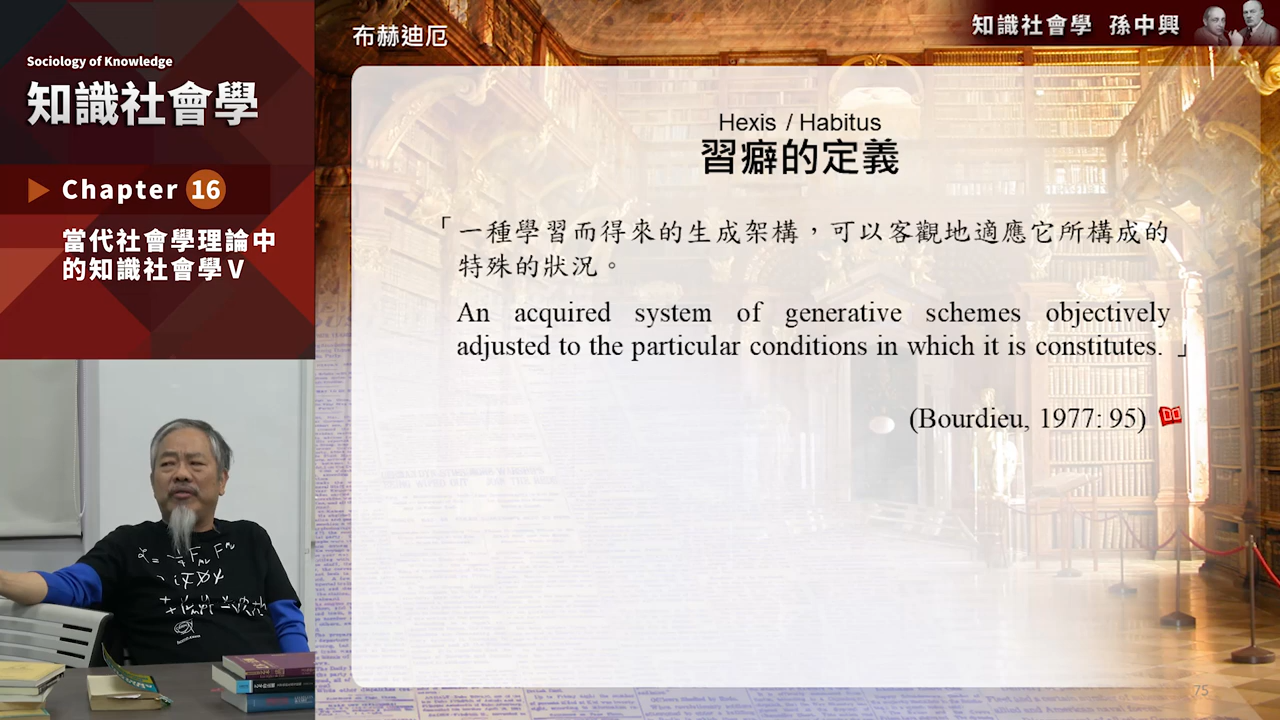 Sociology of Knowledge
知識社會學
Chapter 16
當代社會學理論中
的知識社會學 V
布赫迪厄
知識社會學 孫中興
Hexis / Habitus
習癖的定義
「一種學習而得來的生成架構，可以客觀地適應它所構成的
特殊的狀況。
An acquired system of generative schemes objectively
adjusted to the particular conditions in which it is constitutes. 」
(Bourdieu, 1977: 95)
75